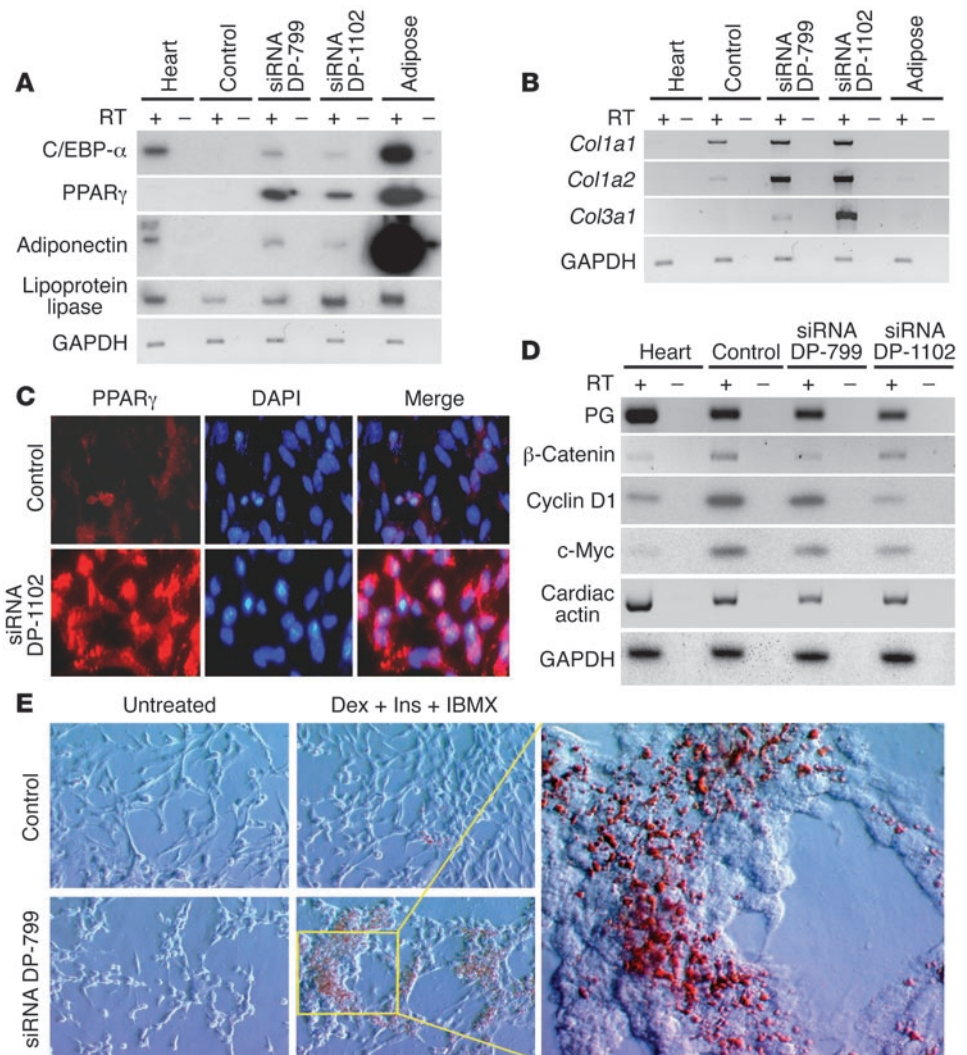 A
Heart
Control
siRNA
DP-799
siRNA
DP-1102
Adipose
RT + – + – + – + – + –
C/EBP-α
PPARγ
Adiponectin
Lipoprotein
lipase
GAPDH
B
Heart
Control
siRNA
DP-799
siRNA
DP-1102
Adipose
RT + – + – + – + – + –
Col1a1
Col1a2
Col3a1
GAPDH
C
PPARγ DAPI Merge
Control
siRNA
DP-1102
D
Heart Control siRNA
DP-799 siRNA
DP-1102
RT + – + – + – + –
PG
β-Catenin
Cyclin D1
c-Myc
Cardiac
actin
GAPDH
E
Untreated Dex + Ins + IBMX
Control
siRNA DP-799